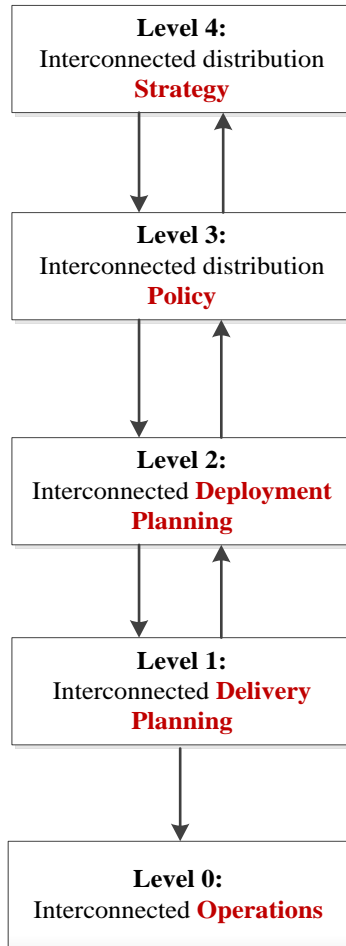 Level 4:
Interconnected distribution
Strategy
Level 3:
Interconnected distribution
Policy
Level 2:
Interconnected Deployment
Planning
Level 1:
Interconnected Delivery
Planning
Level 0:
Interconnected Operations